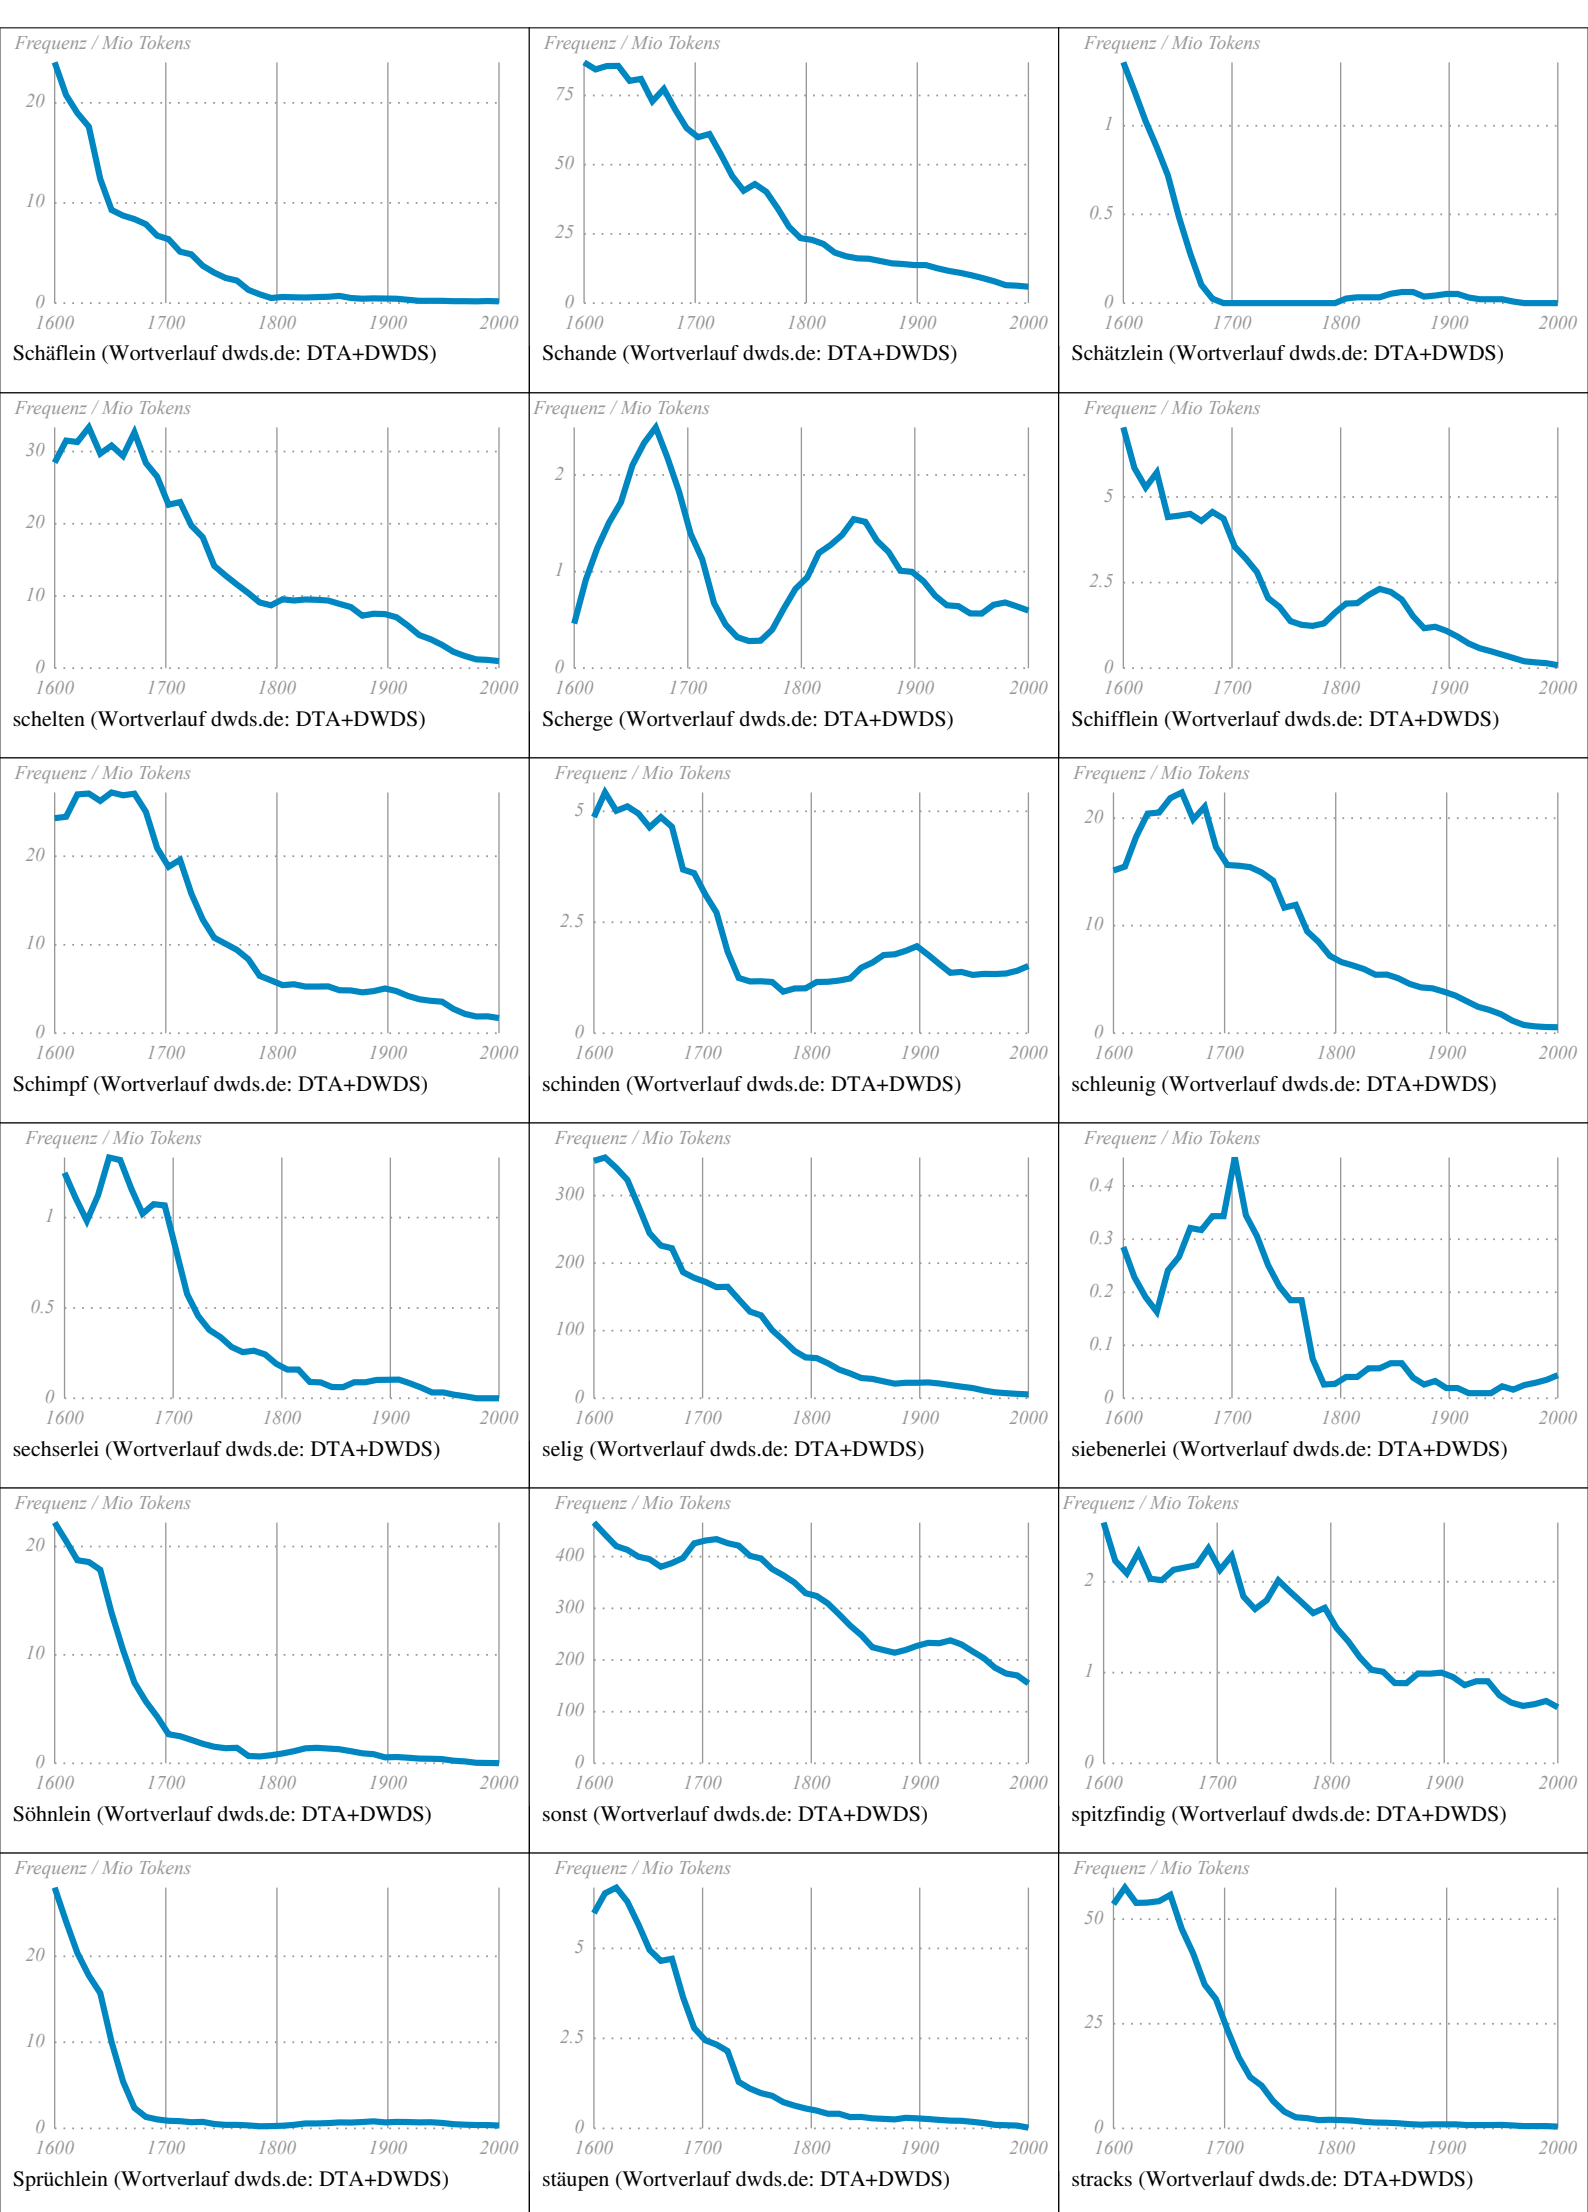 Frequenz / Mio Tokens
20
10
0
1600 1700 1800 1900 2000
Schäflein (Wortverlauf dwds.de: DTA+DWDS)
Frequenz / Mio Tokens
75
50
25
0
1600 1700 1800 1900 2000
Schande (Wortverlauf dwds.de: DTA+DWDS)
Frequenz / Mio Tokens
1
0.5
0
1600 1700 1800 1900 2000
Schätzlein (Wortverlauf dwds.de: DTA+DWDS)
Frequenz / Mio Tokens
30
20
10
0
1600 1700 1800 1900 2000
schelten (Wortverlauf dwds.de: DTA+DWDS)
Frequenz / Mio Tokens
2
1
0
1600 1700 1800 1900 2000
Scherge (Wortverlauf dwds.de: DTA+DWDS)
Frequenz / Mio Tokens
5
2.5
0
1600 1700 1800 1900 2000
Schifflein (Wortverlauf dwds.de: DTA+DWDS)
Frequenz / Mio Tokens
20
10
0
1600 1700 1800 1900 2000
Schimpf (Wortverlauf dwds.de: DTA+DWDS)
Frequenz / Mio Tokens
5
2.5
0
1600 1700 1800 1900 2000
schinden (Wortverlauf dwds.de: DTA+DWDS)
Frequenz / Mio Tokens
20
10
0
1600 1700 1800 1900 2000
schleunig (Wortverlauf dwds.de: DTA+DWDS)
Frequenz / Mio Tokens
1
0.5
0
1600 1700 1800 1900 2000
sechserlei (Wortverlauf dwds.de: DTA+DWDS)
Frequenz / Mio Tokens
300
200
100
0
1600 1700 1800 1900 2000
selig (Wortverlauf dwds.de: DTA+DWDS)
Frequenz / Mio Tokens
0.4
0.3
0.2
0.1
0
1600 1700 1800 1900 2000
siebenerlei (Wortverlauf dwds.de: DTA+DWDS)
Frequenz / Mio Tokens
20
10
0
1600 1700 1800 1900 2000
Söhnlein (Wortverlauf dwds.de: DTA+DWDS)
Frequenz / Mio Tokens
400
300
200
100
0
1600 1700 1800 1900 2000
sonst (Wortverlauf dwds.de: DTA+DWDS)
Frequenz / Mio Tokens
2
1
0
1600 1700 1800 1900 2000
spitzfindig (Wortverlauf dwds.de: DTA+DWDS)
Frequenz / Mio Tokens
20
10
0
1600 1700 1800 1900 2000
Sprüchlein (Wortverlauf dwds.de: DTA+DWDS)
Frequenz / Mio Tokens
5
2.5
0
1600 1700 1800 1900 2000
stäupen (Wortverlauf dwds.de: DTA+DWDS)
Frequenz / Mio Tokens
50
25
0
1600 1700 1800 1900 2000
stracks (Wortverlauf dwds.de: DTA+DWDS)